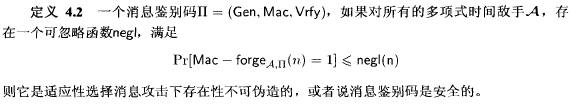 定义 4.2 一个消息鉴别码Π = (Gen, Mac, Vrfy)，如果对所有的多项式时间敌手𝒜，存
在一个可忽略函数negl，满足
Pr[Mac − forge𝒜,Π(n) = 1] ⩽ negl(n)
则它是适应性选择消息攻击下存在性不可伪造的，或者说消息鉴别码是安全的。